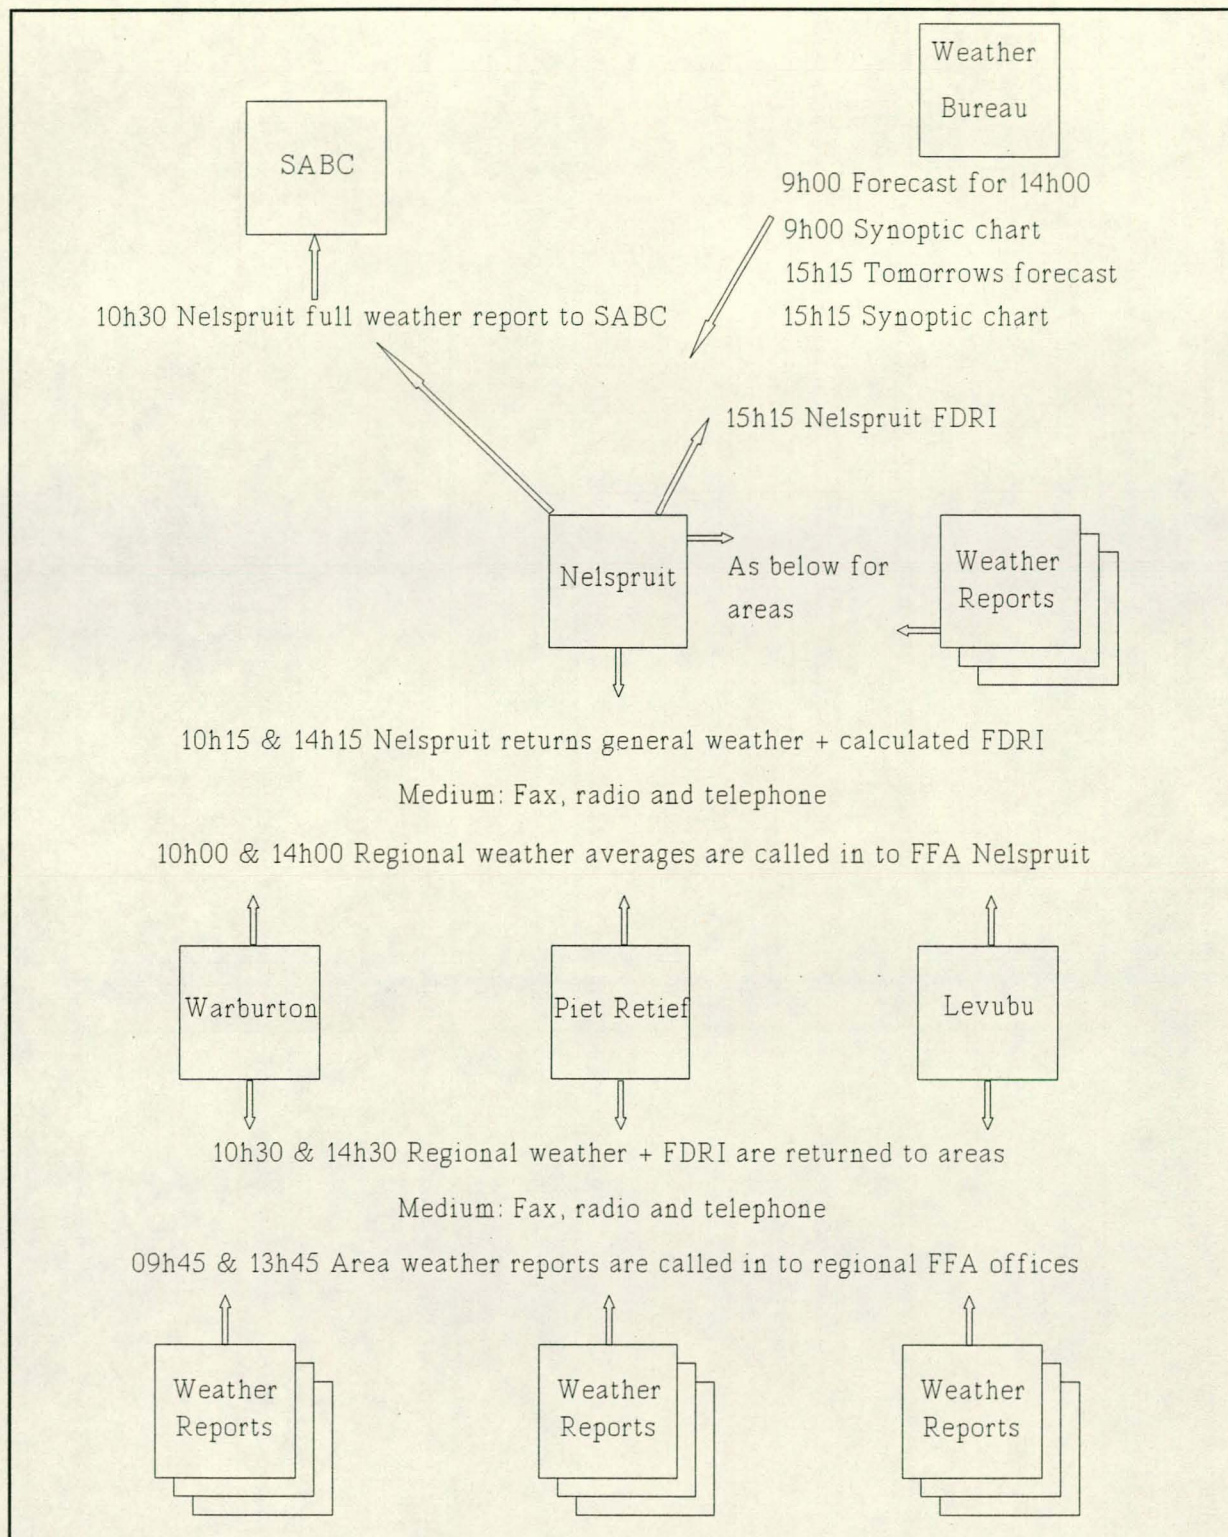 Weather
Bureau
SABC
9h00 Forecast for 14h00
9h00 Synoptic chart
15h15 Tomorrows forecast
15h15 Synoptic chart
10h30 Nelspruit full weather report to SABC
15h15 Nelspruit FDRI
Nelspruit
As below for
areas
Weather
Reports
10h15 & 14h15 Nelspruit returns general weather + calculated FDRI
Medium: Fax, radio and telephone
10h00 & 14h00 Regional weather averages are called in to FFA Nelspruit
Warburton
Piet Retief
Levubu
10h30 & 14h30 Regional weather + FDRI are returned to areas
Medium: Fax, radio and telephone
09h45 & 13h45 Area weather reports are called in to regional FFA offices
Weather
Reports
Weather
Reports
Weather
Reports